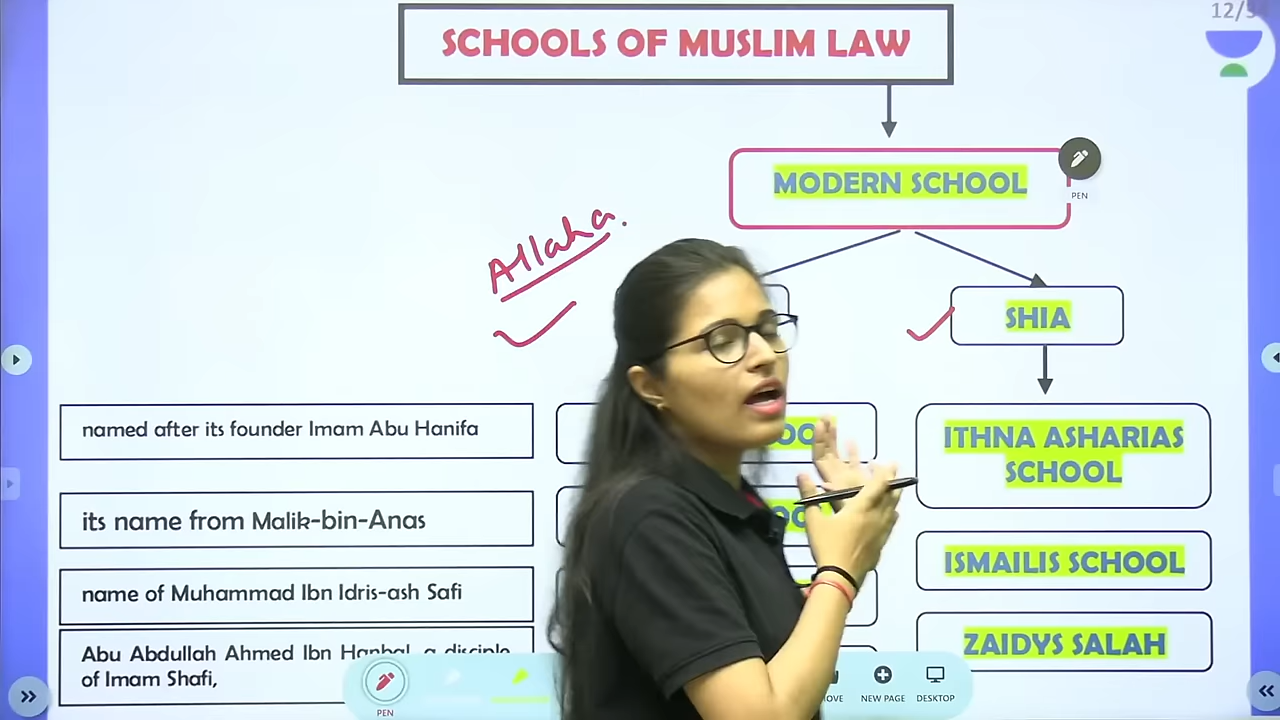 12/3
SCHOOLS OF MUSLIM LAW
MODERN SCHOOL
PEN
Allaha.
SHIA
named after its founder Imam Abu Hanifa
ITHNA ASHARIAS
SCHOOL
its name from Malik-bin-Anas
ISMAILIS SCHOOL
name of Muhammad Ibn Idris-ash Safi
ZAIDYS SALAH
Abu Abdullah Ahmed Ibn Hanbal, a disciple
of Imam Shafi,
PEN
NEW PAGE
DESKTOP